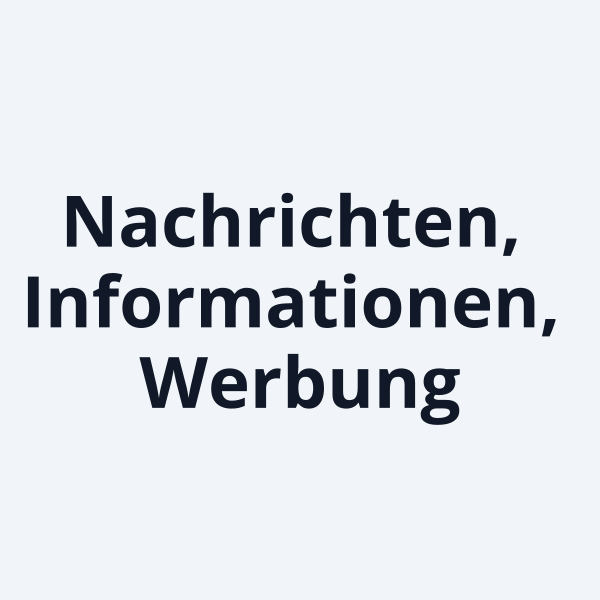 Nachrichten,
Informationen,
Werbung